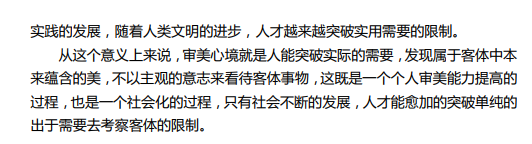 实践的发展，随着人类文明的进步，人才越来越突破实用需要的限制。
从这个意义上来说，审美心境就是人能突破实际的需要，发现属于客体中本
来蕴含的美，不以主观的意志来看待客体事物，这既是一个个人审美能力提高的
过程，也是一个社会化的过程，只有社会不断的发展，人才能愈加的突破单纯的
出于需要去考察客体的限制。